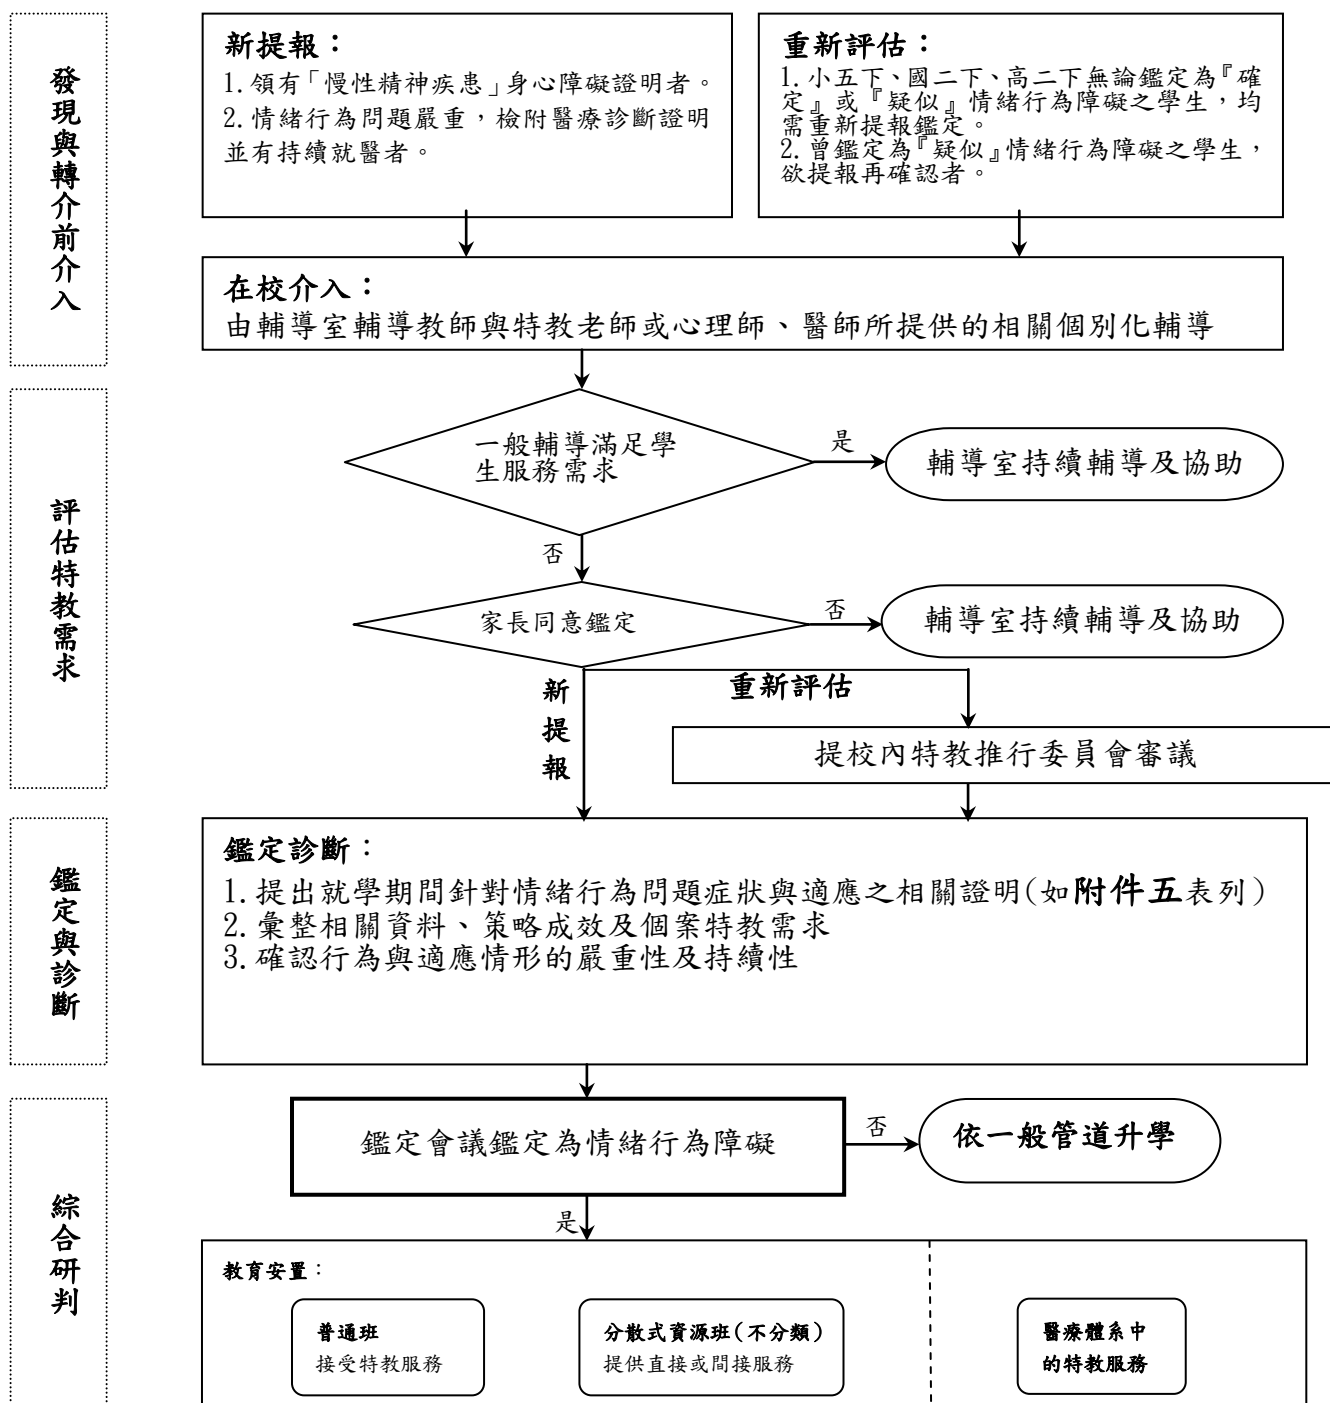 發現與轉介前介入
新提報：
1.領有「慢性精神疾患」身心障礙證明者。
2.情緒行為問題嚴重，檢附醫療診斷證明
並有持續就醫者。
重新評估：
1.小五下、國二下、高二下無論鑑定為『確
定』或『疑似』情緒行為障礙之學生，均
需重新提報鑑定。
2.曾鑑定為『疑似』情緒行為障礙之學生，
欲提報再確認者。
在校介入：
由輔導室輔導教師與特教老師或心理師、醫師所提供的相關個別化輔導
評估特教需求
一般輔導滿足學
生服務需求
是
輔導室持續輔導及協助
否
家長同意鑑定
否
輔導室持續輔導及協助
新提報
重新評估
提校內特教推行委員會審議
鑑定與診斷
鑑定診斷：
1.提出就學期間針對情緒行為問題症狀與適應之相關證明(如附件五表列)
2.彙整相關資料、策略成效及個案特教需求
3.確認行為與適應情形的嚴重性及持續性
綜合研判
鑑定會議鑑定為情緒行為障礙
否
依一般管道升學
是
教育安置：
普通班
接受特教服務
分散式資源班(不分類)
提供直接或間接服務
醫療體系中
的特教服務